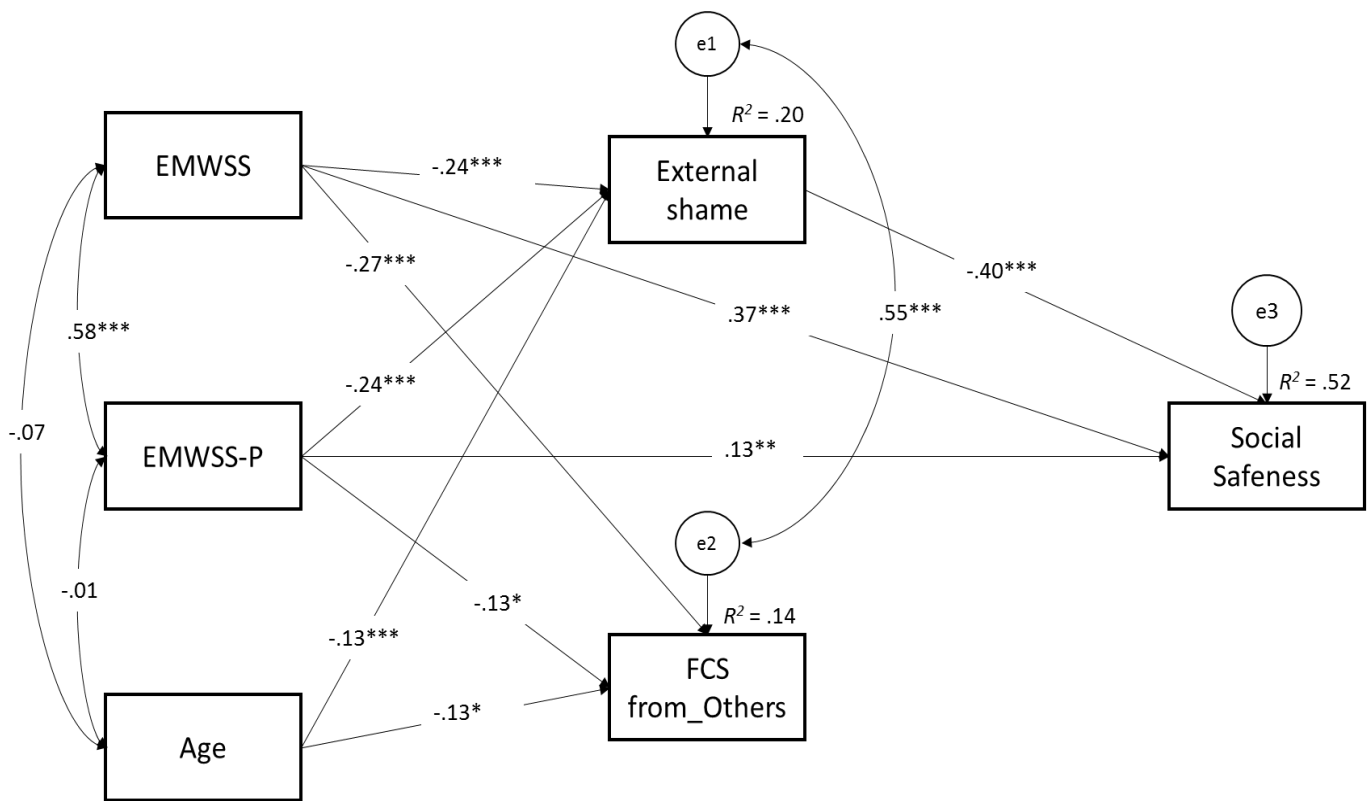 e1
R² = .20
EMWSS
External
shame
-.24***
-.27***
-.40***
.37***
.55***
e3
.58***
-.24***
R² = .52
-.07
EMWSS-P
.13**
Social
Safeness
e2
-.01
-.13*
R² = .14
-.13***
FCS
from_Others
-.13*
Age